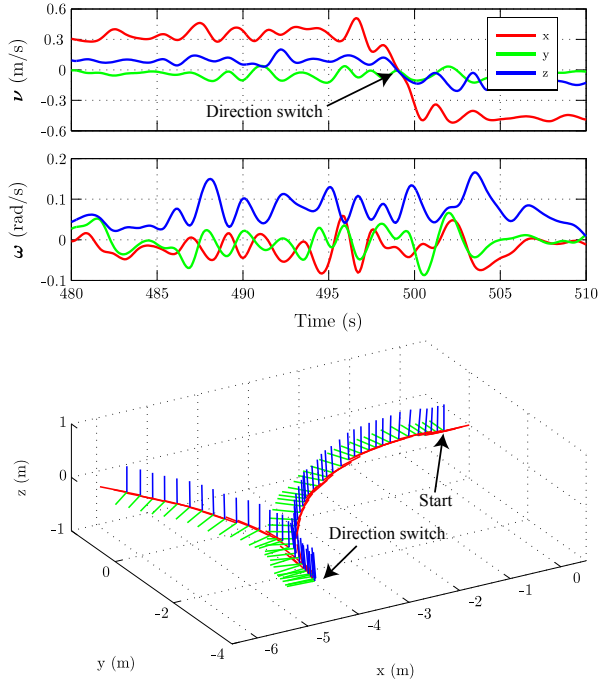 0.6
0.3
0
-0.3
-0.6
ν (m/s)
x
y
z
Direction switch
0.2
0.1
0
-0.1
ω (rad/s)
480 485 490 495 500 505 510
Time (s)
1
0
-1
z (m)
Start
Direction switch
0
-2
-4
y (m)
-6 -5 -4 -3 -2 -1 0
x (m)